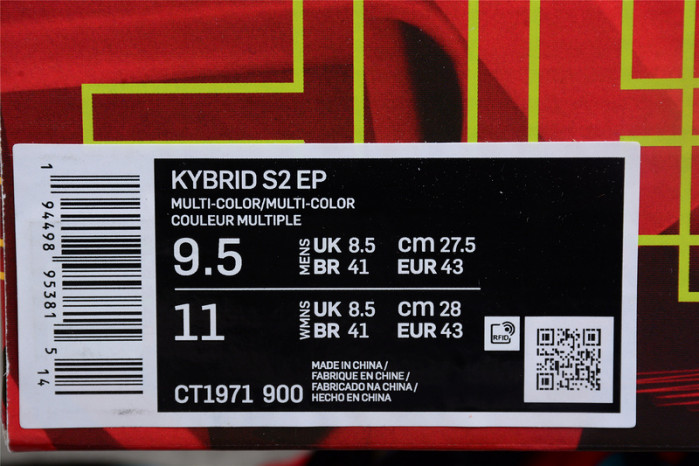 KYBRID S2 EP
MULTI-COLOR/MULTI-COLOR
COULEUR MULTIPLE
9.5 MENS UK 8.5 cm 27.5
BR 41 EUR 43
11 WMNS UK 8.5 cm 28
BR 41 EUR 43
RFID
CT1971 900
MADE IN CHINA /
FABRIQUE EN CHINE /
FABRICADO NA CHINA /
HECHO EN CHINA
1 94498 95381 5 14